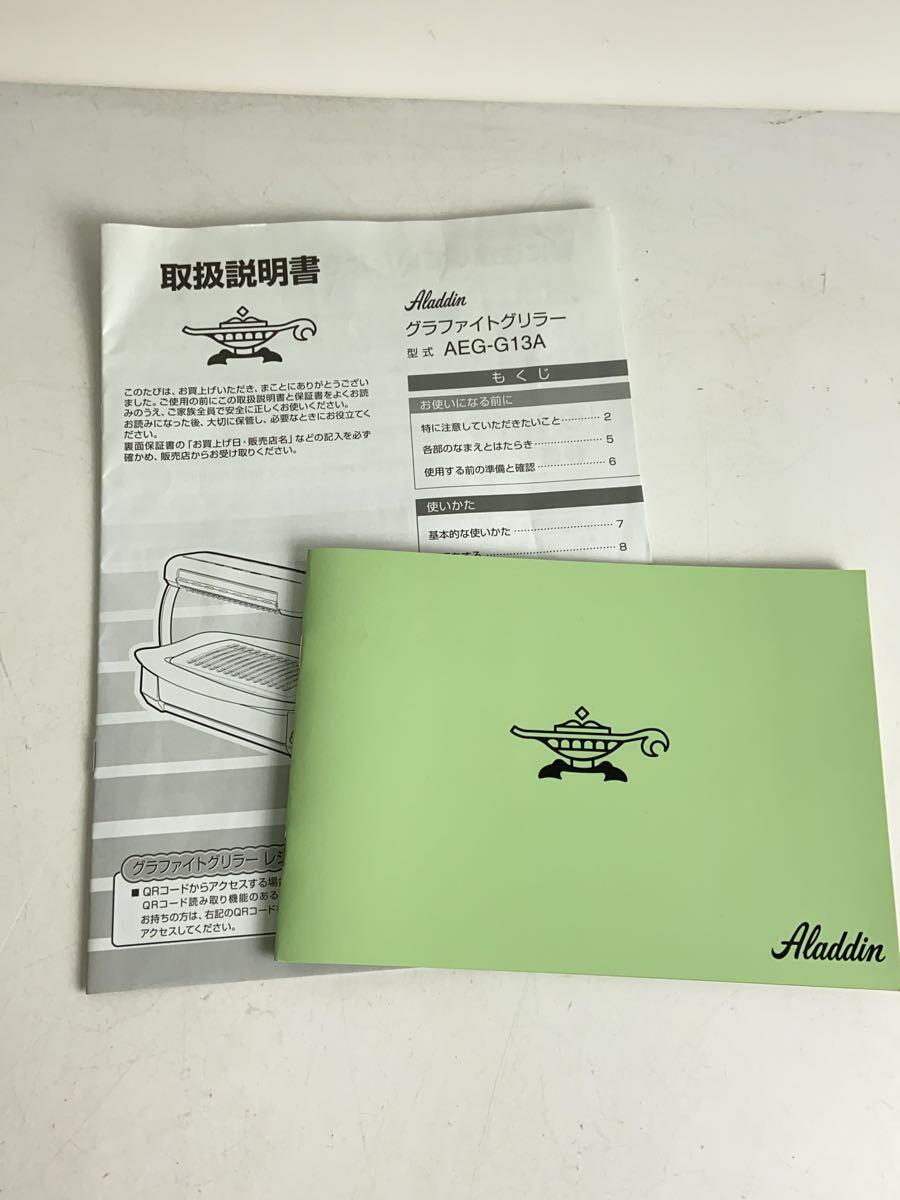 取扱説明書
このたびは、お買上げいただき、まことにありがとうござい
ました。ご使用の前にこの取扱説明書と保証書をよくお読
みのうえ、ご家族全員で安全に正しくお使いください。
お読みになった後、大切に保管し、必要なときにお役立てく
ださい。
裏面保証書の「お買上げ日・販売店名」などの記入を必ず
確かめ、販売店からお受け取りください。
Aladdin
グラファイトグリラー
型式 AEG-G13A
もくじ
お使いになる前に
特に注意していただきたいこと………… 2
各部のなまえとはたらき………………… 5
使用する前の準備と確認………………… 6
使いかた
基本的な使いかた………………………… 7
する………………………………… 8
グラファイトグリラー レシ
■ QRコードからアクセスする場合
QRコード読み取り機能のある
お持ちの方は、右記のQRコード
アクセスしてください。
Aladdin